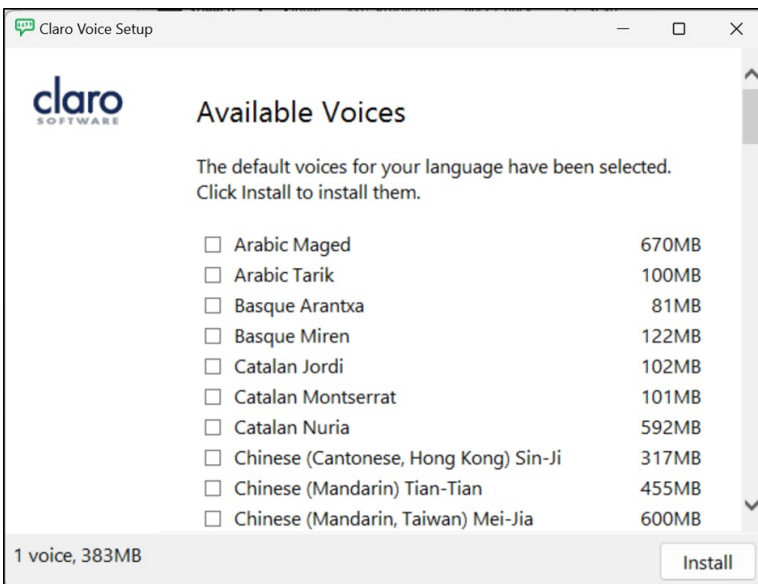 Claro Voice Setup
claro
SOFTWARE
Available Voices
The default voices for your language have been selected.
Click Install to install them.
Arabic Maged 670MB
Arabic Tarik 100MB
Basque Arantxa 81MB
Basque Miren 122MB
Catalan Jordi 102MB
Catalan Montserrat 101MB
Catalan Nuria 592MB
Chinese (Cantonese, Hong Kong) Sin-Ji 317MB
Chinese (Mandarin) Tian-Tian 455MB
Chinese (Mandarin, Taiwan) Mei-Jia 600MB
1 voice, 383MB
Install